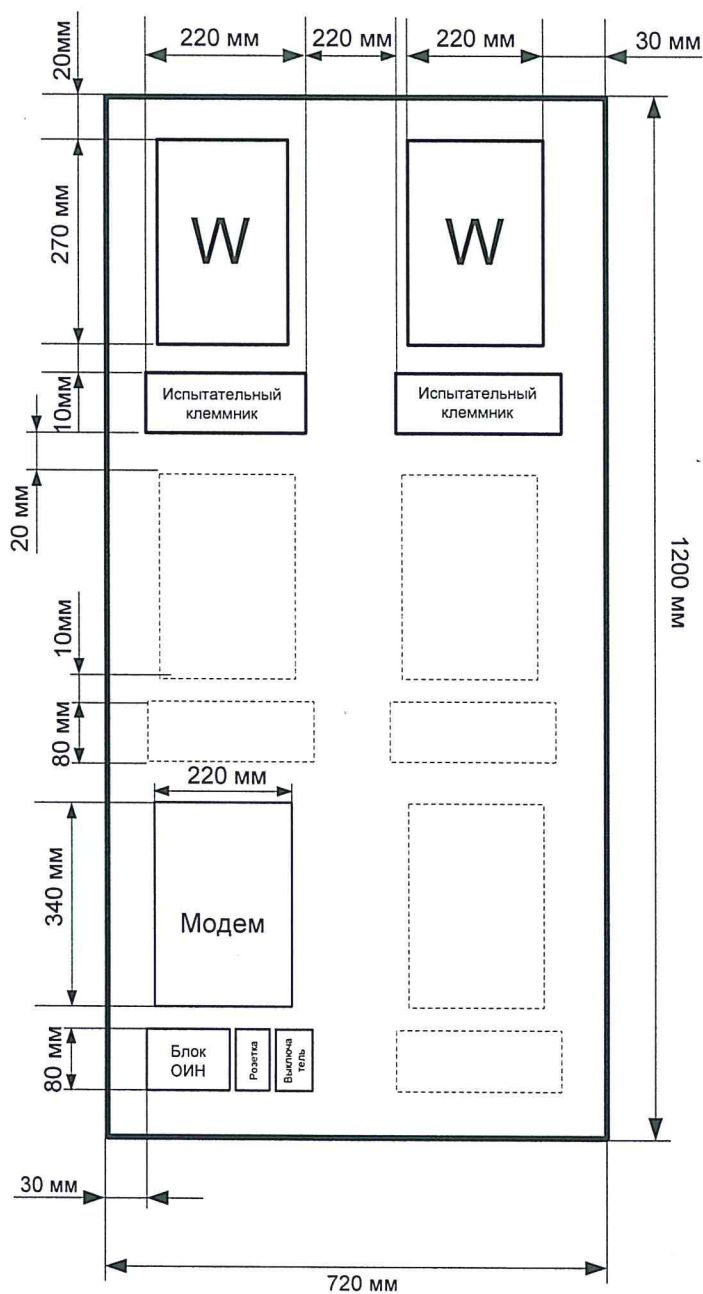 220 мм
220 мм
220 мм
30 мм
20мм
270 мм
W
W
10мм
Испытательный
клеммник
Испытательный
клеммник
20 мм
1200 мм
10мм
80 мм
220 мм
340 мм
Модем
80 мм
Блок
ОИН
Розетка
Выключа
тель
30 мм
720 мм